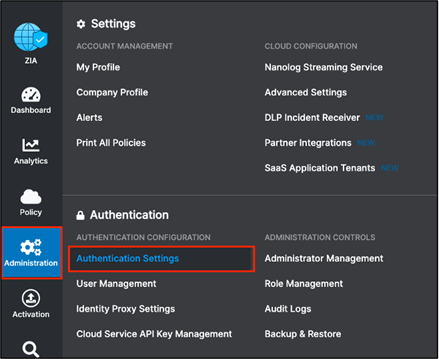 ZIA
Dashboard
Analytics
Policy
Administration
Activation
Settings
ACCOUNT MANAGEMENT
My Profile
Company Profile
Alerts
Print All Policies
CLOUD CONFIGURATION
Nanolog Streaming Service
Advanced Settings
DLP Incident Receiver NEW
Partner Integrations NEW
SaaS Application Tenants NEW
Authentication
AUTHENTICATION CONFIGURATION
Authentication Settings
User Management
Identity Proxy Settings
Cloud Service API Key Management
ADMINISTRATION CONTROLS
Administrator Management
Role Management
Audit Logs
Backup & Restore